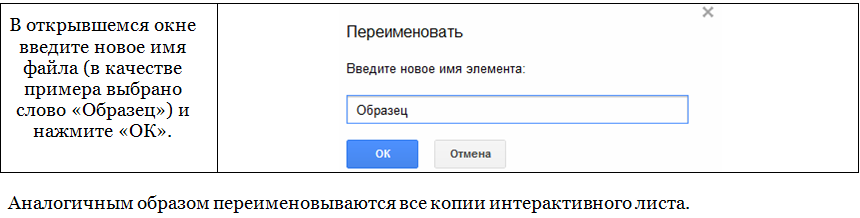 В открывшемся окне
введите новое имя
файла (в качестве
примера выбрано
слово «Образец») и
нажмите «ОК».
Переименовать
Введите новое имя элемента:
Образец
ОК
Отмена
Аналогичным образом переименовываются все копии интерактивного листа.